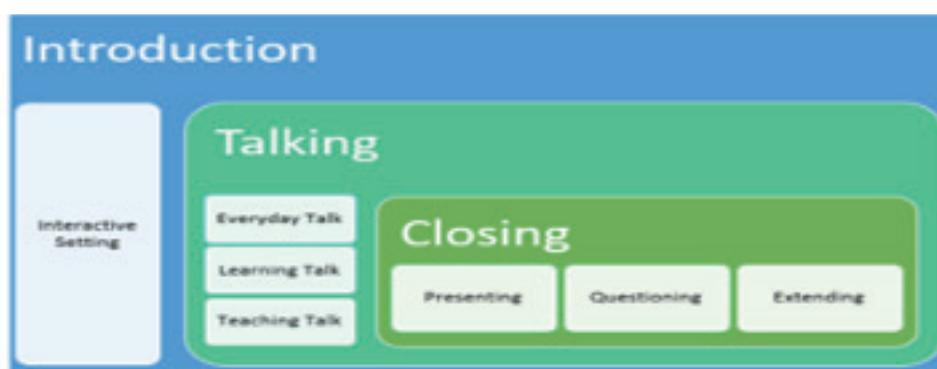 Introduction
Interactive
Setting
Talking
Everyday Talk
Learning Talk
Teaching Talk
Closing
Presenting
Questioning
Extending